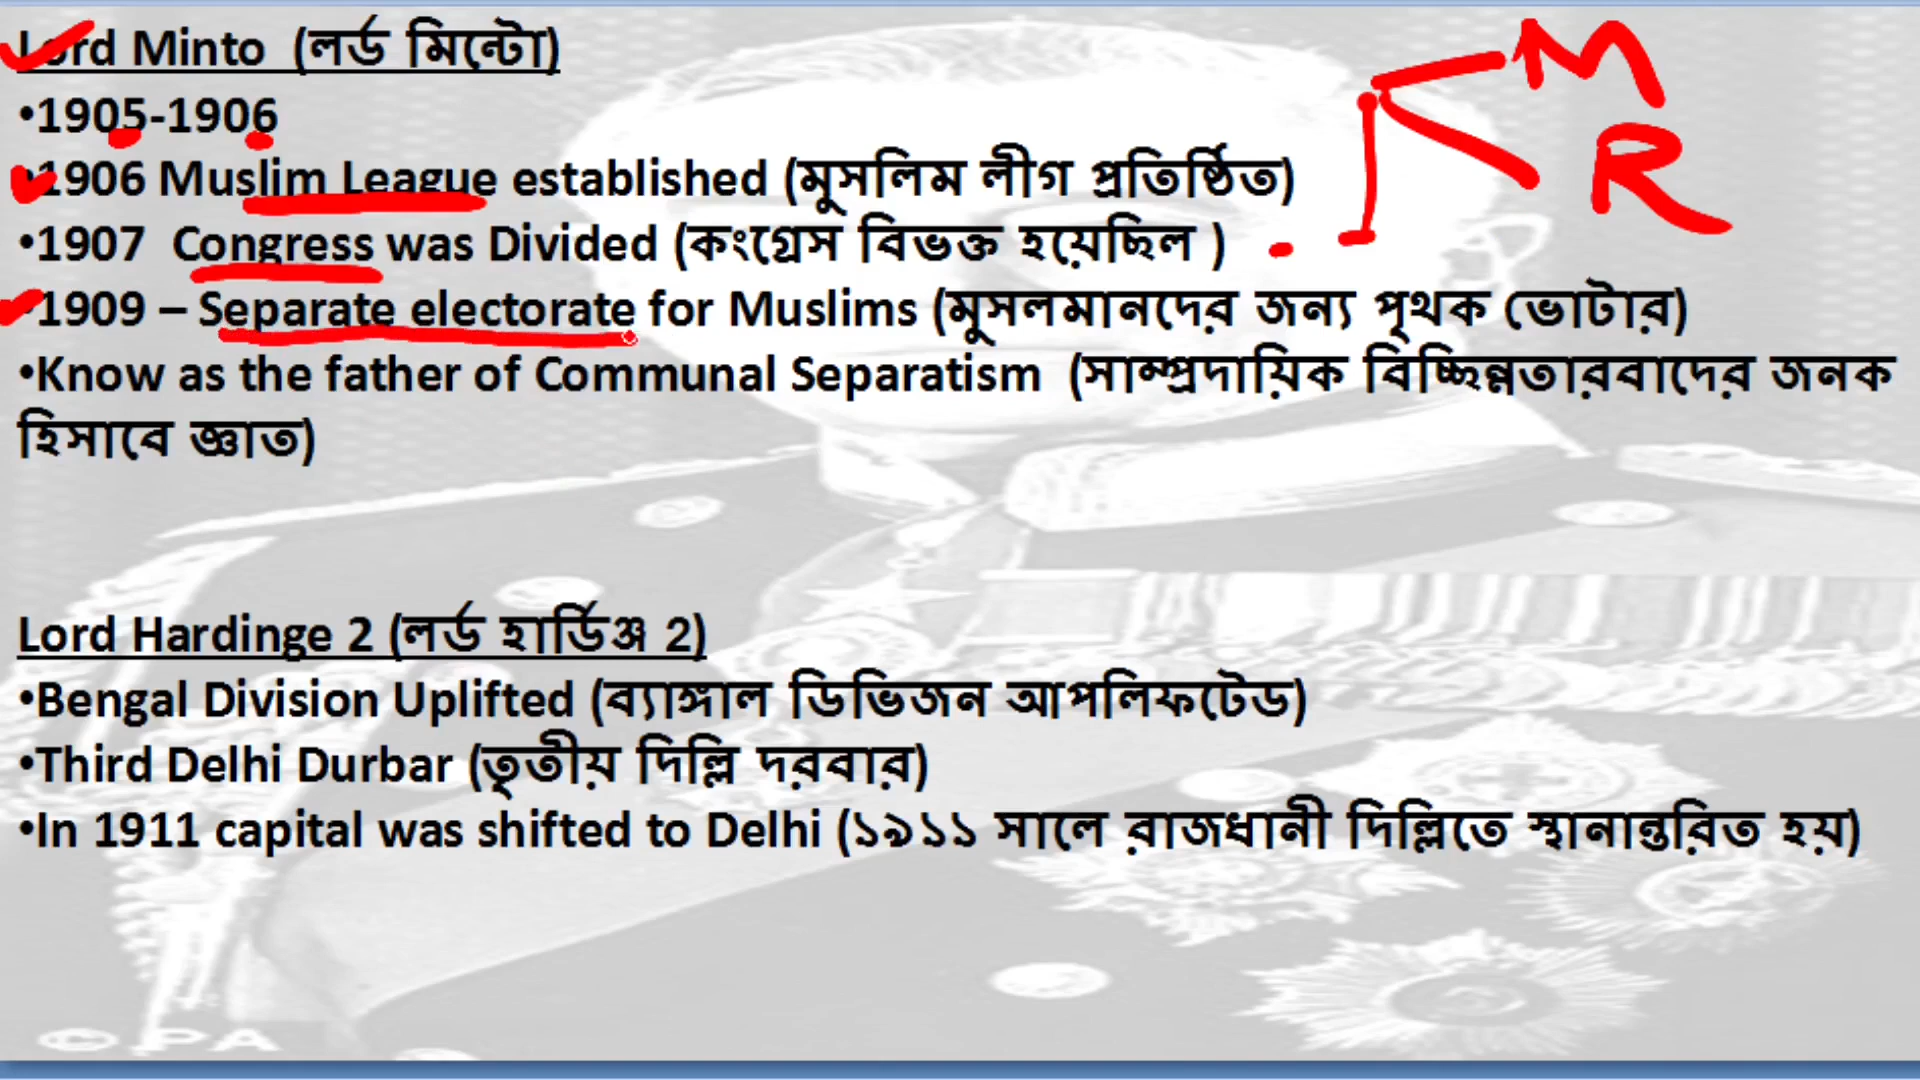 Lord Minto (লর্ড মিন্টো)
•1905-1906
•1906 Muslim League established (মুসলিম লীগ প্রতিষ্ঠিত)
•1907 Congress was Divided (কংগ্রেস বিভক্ত হয়েছিল )
•1909 – Separate electorate for Muslims (মুসলমানদের জন্য পৃথক ভোটার)
•Know as the father of Communal Separatism (সাম্প্রদায়িক বিচ্ছিন্নতারবাদের জনক
হিসাবে জ্ঞাত)
M
R
Lord Hardinge 2 (লর্ড হার্ডিঞ্জ 2)
•Bengal Division Uplifted (ব্যাঙ্গাল ডিভিজন আপলিফটেড)
•Third Delhi Durbar (তৃতীয় দিল্লি দরবার)
•In 1911 capital was shifted to Delhi (১৯১১ সালে রাজধানী দিল্লিতে স্থানান্তরিত হয়)
© PA